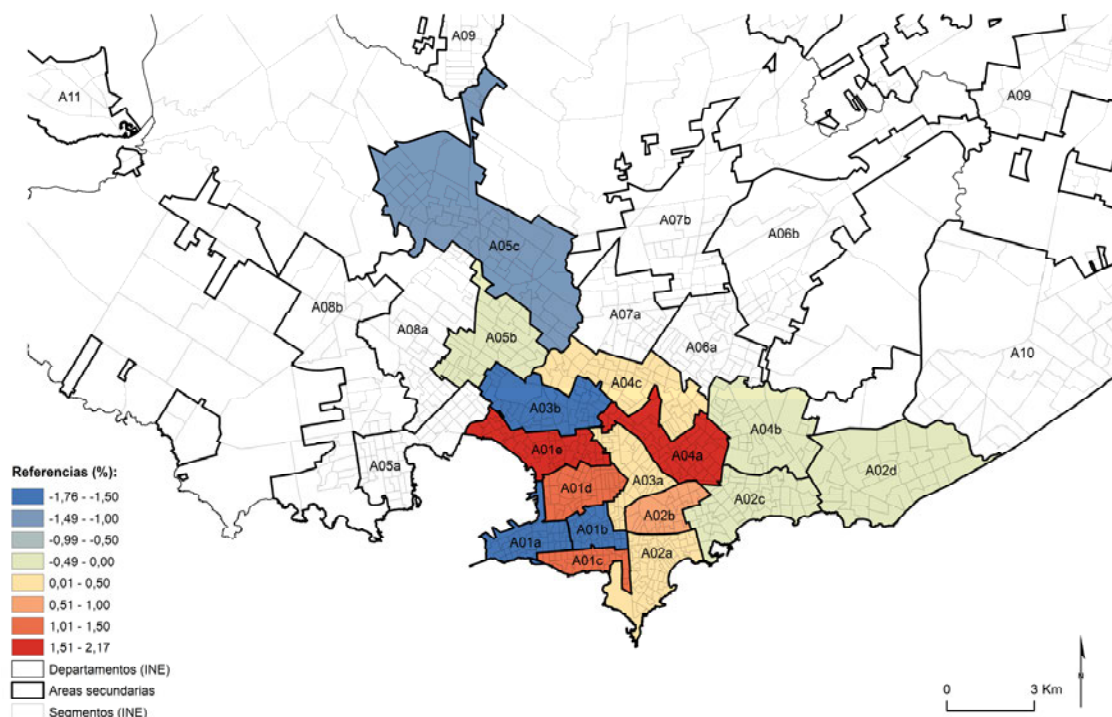 A09
A11
A09
A07b
A06b
A05c
A08b
A07a
A08a
A05b
A06a
A10
A04c
A03b
A04b
A01e
A04a
A02d
A05a
A03a
A01d
A02c
A02b
A01b
A01a
A02a
A01c
Referencias (%):
-1,76 - -1,50
-1,49 - -1,00
-0,99 - -0,50
-0,49 - 0,00
0,01 - 0,50
0,51 - 1,00
1,01 - 1,50
1,51 - 2,17
Departamentos (INE)
Areas secundarias
Segmentos (INE)
N
0 3 Km